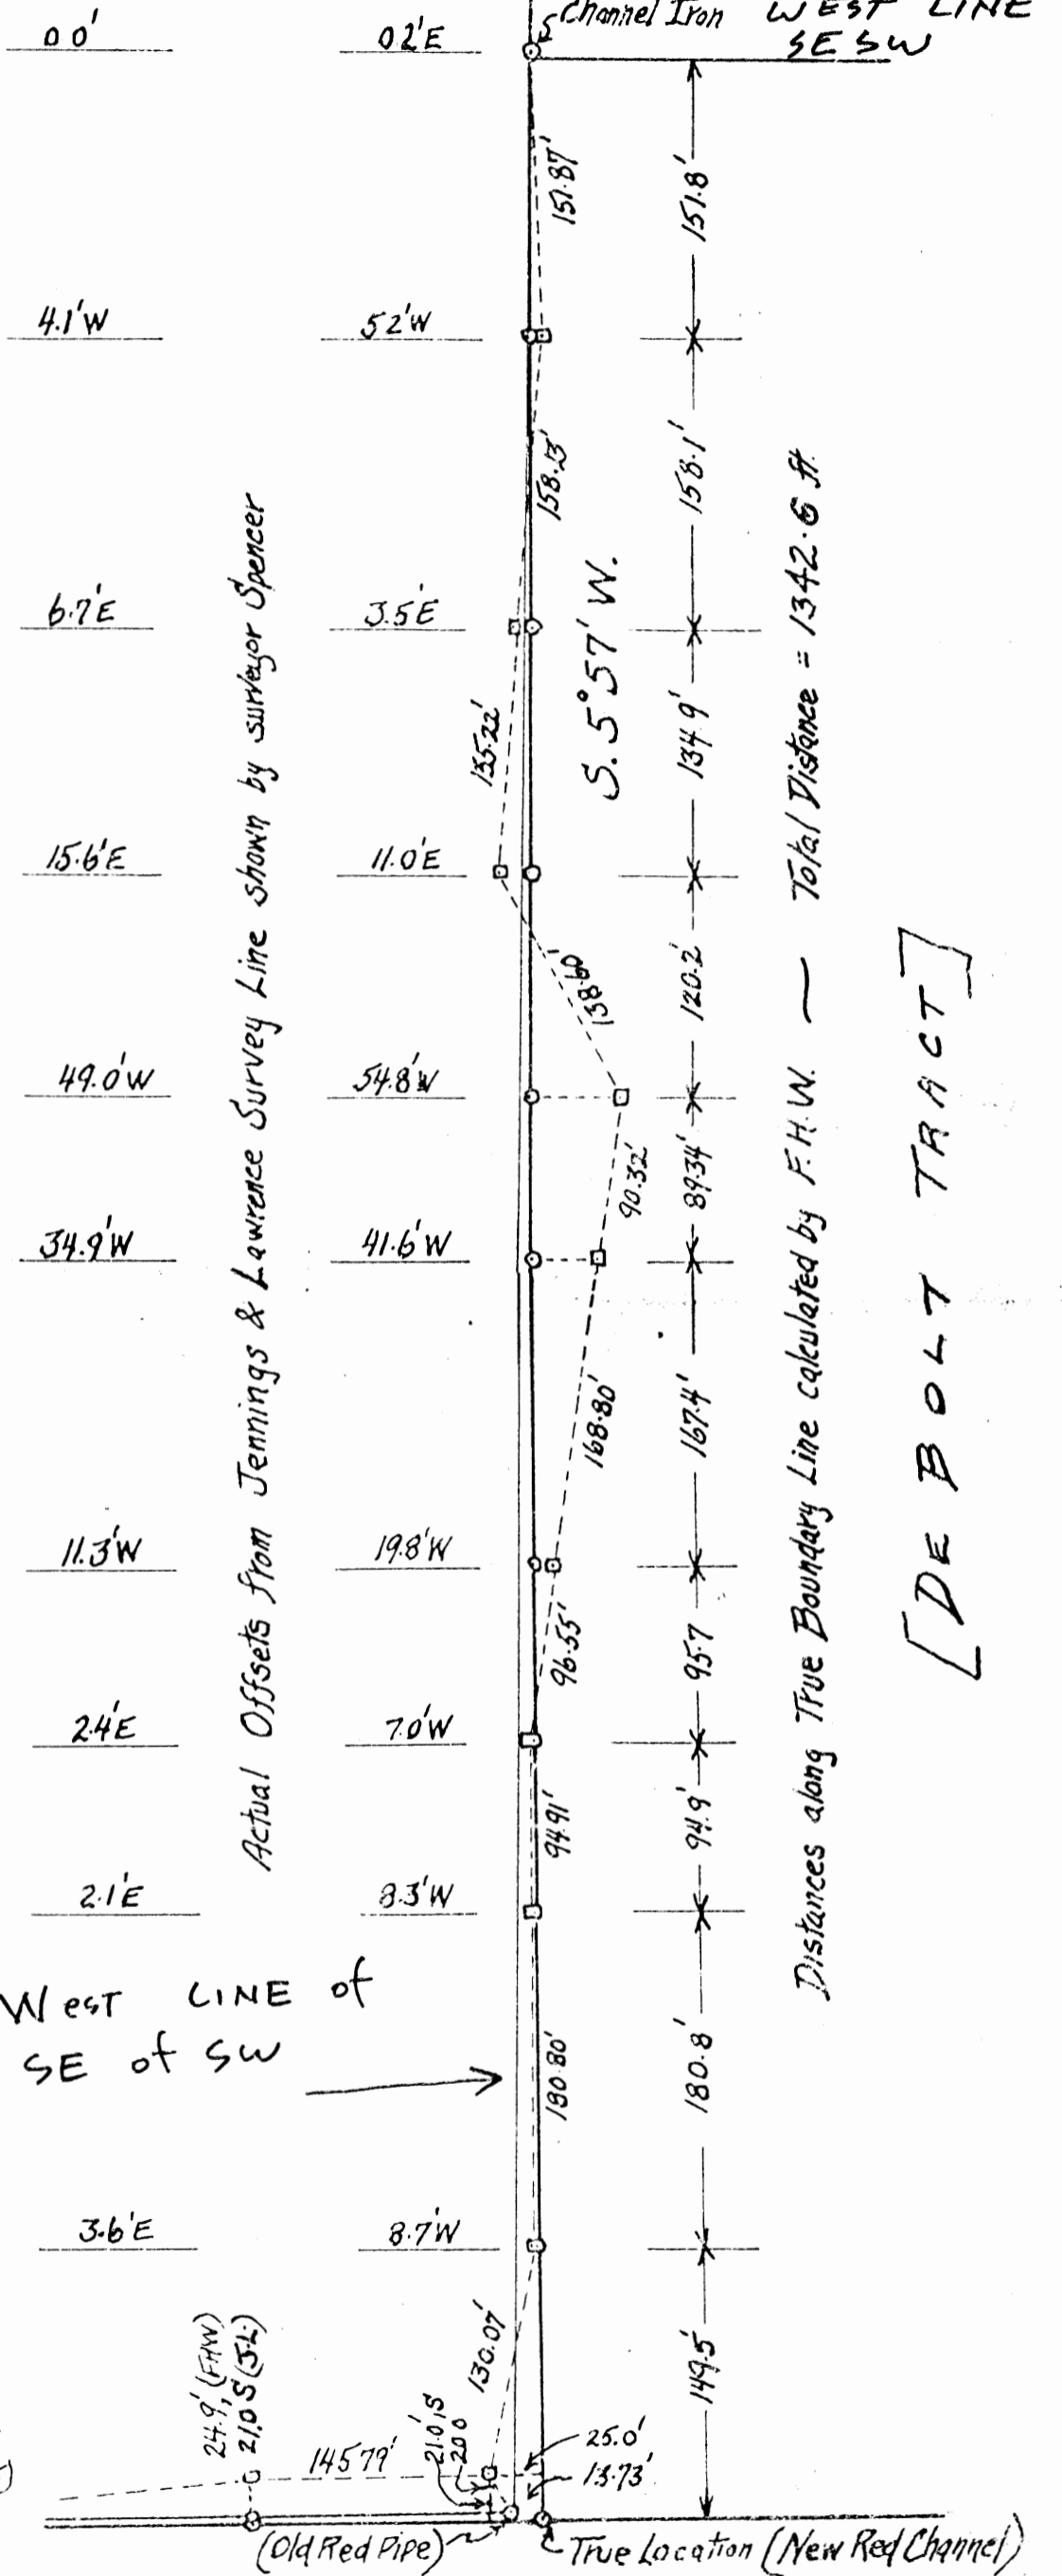 Channel Iron WEST LINE
SE SW
0 0' 0 2'E
151.87' 151.8'
4.1'W 5 2'W
158.13' 158.1'
6.7'E 3.5'E
S. 5° 57' W.
135.22' 134.9'
15.6'E 11.0'E
138.60' 120.2'
49.0'W 54.8'W
90.32' 89.34'
34.9'W 41.6'W
168.80' 167.4'
11.3'W 19.8'W
96.55' 95.7
2.4'E 7.0'W
94.91' 94.9'
2.1'E 8.3'W
180.80' 180.8'
3.6'E 8.7'W
130.07' 149.5'
Actual Offsets from Jennings & Lawrence Survey Line shown by surveyor Spencer
Distances along True Boundary Line calculated by F.H.W. — Total Distance = 1342.6 ft.
[DE BOLT TRACT]
West LINE of
SE of SW
24.9' (FHW)
21.0 S (J-L)
145 79'
21.0' S
20 0
25.0'
13.73'
(Old Red Pipe) True Location (New Red Channel)